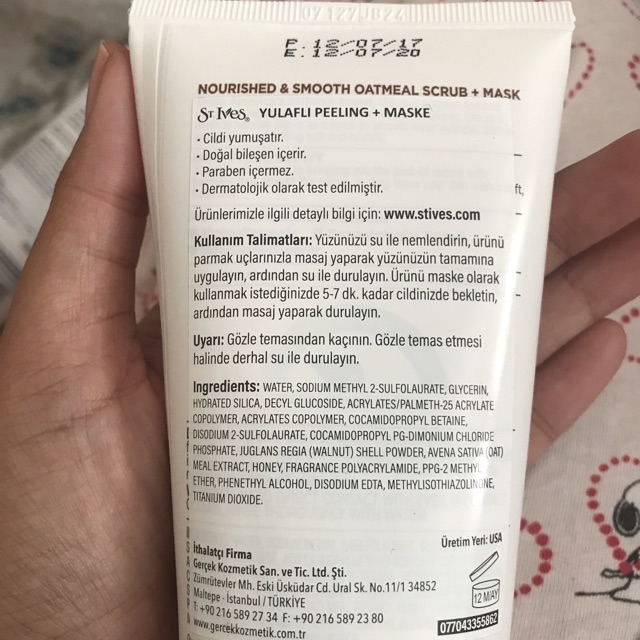 0712730624
P: 12/07/17
E: 12/07/20
NOURISHED & SMOOTH OATMEAL SCRUB + MASK
ST IVES® YULAFLI PEELING + MASKE
• Cildi yumuşatır.
• Doğal bileşen içerir.
• Paraben içermez.
• Dermatolojik olarak test edilmiştir.
ft,
Ürünlerimizle ilgili detaylı bilgi için: www.stives.com
Kullanım Talimatları: Yüzünüzü su ile nemlendirin, ürünü
parmak uçlarınızla masaj yaparak yüzünüzün tamamına
uygulayın, ardından su ile durulayın. Ürünü maske olarak
kullanmak istediğinizde 5-7 dk. kadar cildinizde bekletin,
ardından masaj yaparak durulayın.
Uyarı: Gözle temasından kaçının. Gözle temas etmesi
halinde derhal su ile durulayın.
Ingredients: WATER, SODIUM METHYL 2-SULFOLAURATE, GLYCERIN,
HYDRATED SILICA, DECYL GLUCOSIDE, ACRYLATES/PALMETH-25 ACRYLATE
COPOLYMER, ACRYLATES COPOLYMER, COCAMIDOPROPYL BETAINE,
DISODIUM 2-SULFOLAURATE, COCAMIDOPROPYL PG-DIMONIUM CHLORIDE
PHOSPHATE, JUGLANS REGIA (WALNUT) SHELL POWDER, AVENA SATIVA (OAT)
MEAL EXTRACT, HONEY, FRAGRANCE POLYACRYLAMIDE, PPG-2 METHYL
ETHER, PHENETHYL ALCOHOL, DISODIUM EDTA, METHYLISOTHIAZOLINONE,
TITANIUM DIOXIDE.
Üretim Yeri: USA
İthalatçı Firma
Gerçek Kozmetik San. ve Tic. Ltd. Şti.
Zümrütevler Mh. Eski Üsküdar Cd. Ural Sk. No.11/1 34852
Maltepe - İstanbul / TÜRKİYE
T: +90 216 589 27 34 F: +90 216 589 23 80
www.gercekkozmetik.com.tr
12 M/AY
077043355862